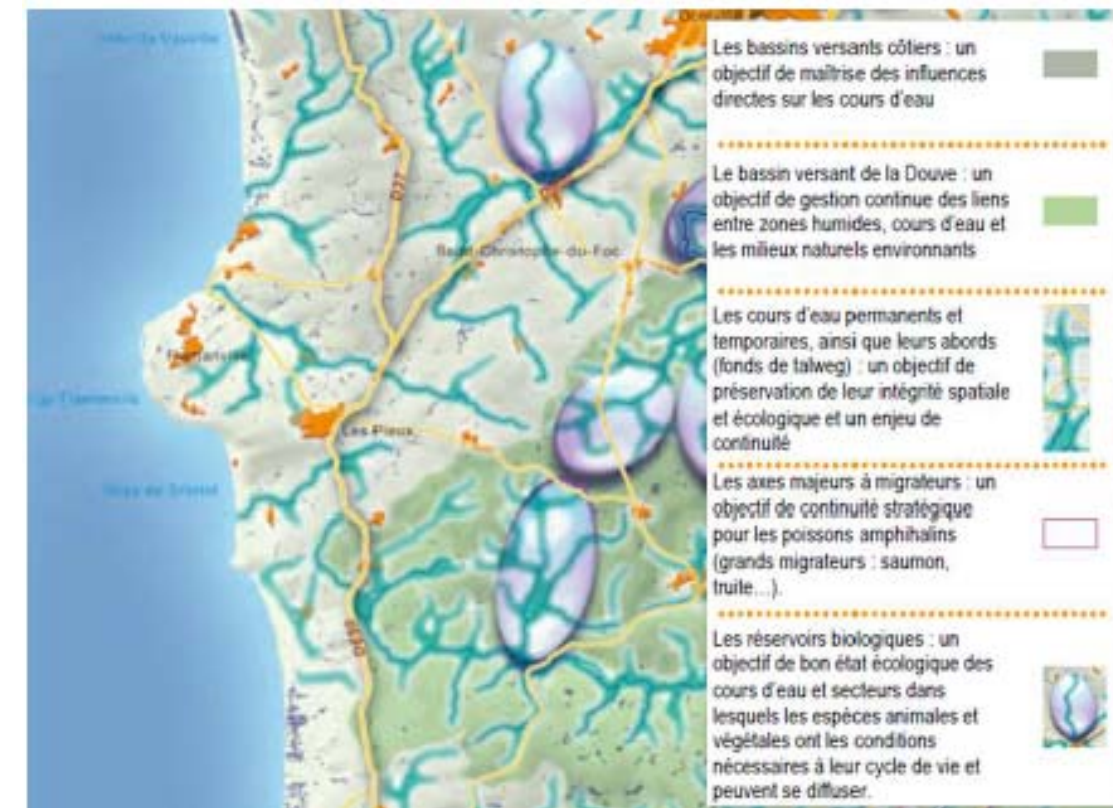 D37
Les Pieux
D650
Les bassins versants côtiers : un
objectif de maîtrise des influences
directes sur les cours d'eau
Le bassin versant de la Douve : un
objectif de gestion continue des liens
entre zones humides, cours d'eau et
les milieux naturels environnants
Les cours d'eau permanents et
temporaires, ainsi que leurs abords
(fonds de talweg) : un objectif de
préservation de leur intégrité spatiale
et écologique et un enjeu de
continuité
Les axes majeurs à migrateurs : un
objectif de continuité stratégique
pour les poissons amphihalins
(grands migrateurs : saumon,
truite...).
Les réservoirs biologiques : un
objectif de bon état écologique des
cours d'eau et secteurs dans
lesquels les espèces animales et
végétales ont les conditions
nécessaires à leur cycle de vie et
peuvent se diffuser.